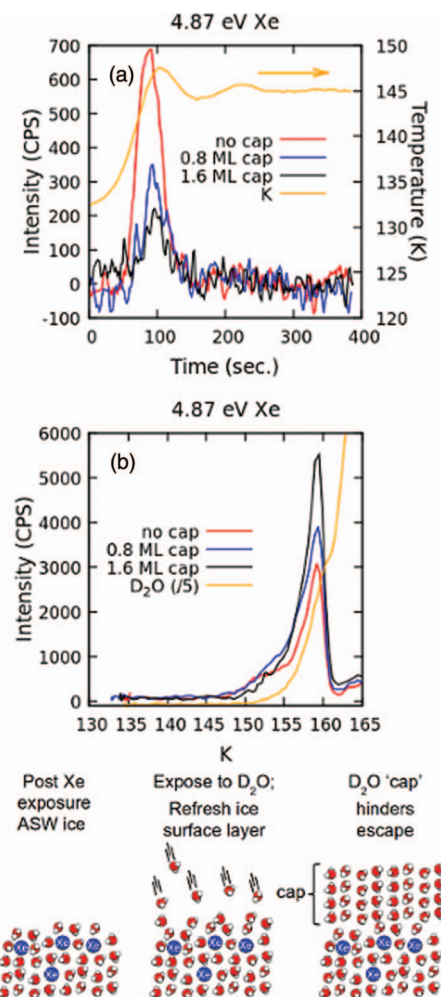 4.87 eV Xe
(a)
Intensity (CPS)
700
600
500
400
300
200
100
0
-100
150
145
140
135
130
125
120
Temperature (K)
no cap
0.8 ML cap
1.6 ML cap
K
0 100 200 300 400
Time (sec.)
4.87 eV Xe
(b)
Intensity (CPS)
6000
5000
4000
3000
2000
1000
0
no cap
0.8 ML cap
1.6 ML cap
D₂O (/5)
130 135 140 145 150 155 160 165
K
Post Xe
exposure
ASW ice
Expose to D₂O;
Refresh ice
surface layer
D₂O 'cap'
hinders
escape
cap
Xe Xe Xe
Xe
Xe Xe Xe
Xe
Xe Xe Xe
Xe